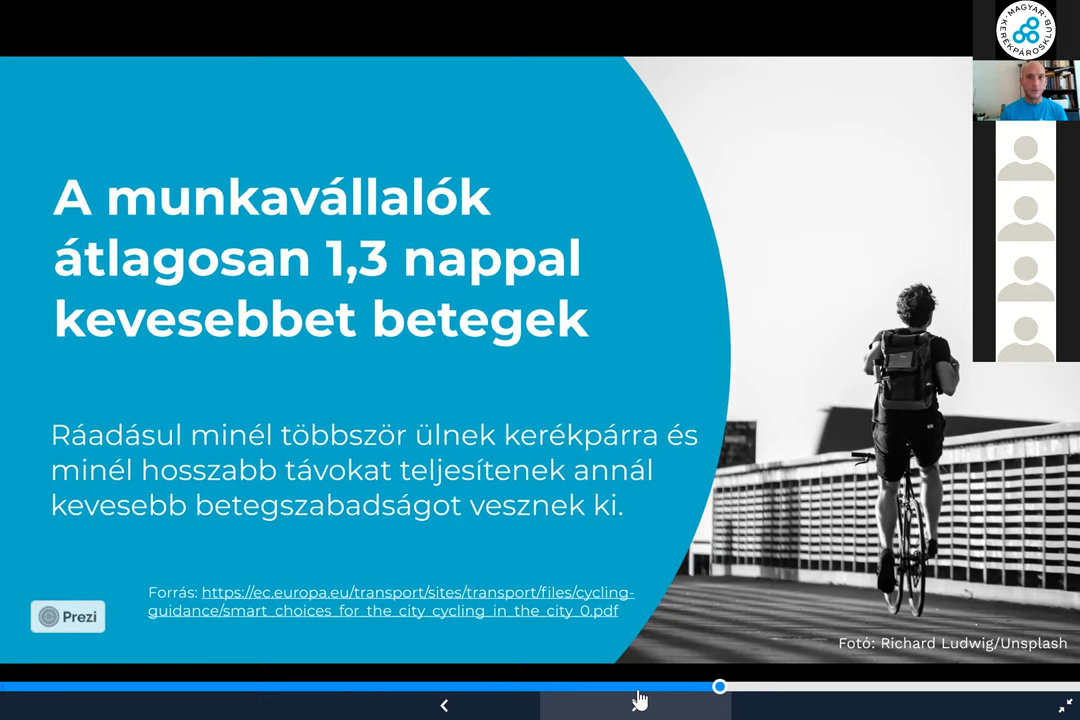 MAGYAR
KERÉKPÁROSKLUB
A munkavállalók
átlagosan 1,3 nappal
kevesebbet betegek
Ráadásul minél többször ülnek kerékpárra és
minél hosszabb távokat teljesítenek annál
kevesebb betegszabadságot vesznek ki.
Forrás: https://ec.europa.eu/transport/sites/transport/files/cycling-
guidance/smart_choices_for_the_city_cycling_in_the_city_0.pdf
Prezi
Fotó: Richard Ludwig/Unsplash